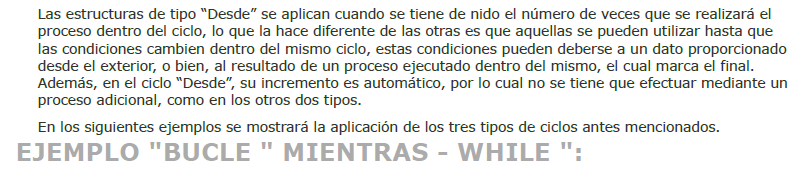 Las estructuras de tipo “Desde” se aplican cuando se tiene de nido el número de veces que se realizará el
proceso dentro del ciclo, lo que la hace diferente de las otras es que aquellas se pueden utilizar hasta que
las condiciones cambien dentro del mismo ciclo, estas condiciones pueden deberse a un dato proporcionado
desde el exterior, o bien, al resultado de un proceso ejecutado dentro del mismo, el cual marca el final.
Además, en el ciclo “Desde”, su incremento es automático, por lo cual no se tiene que efectuar mediante un
proceso adicional, como en los otros dos tipos.
En los siguientes ejemplos se mostrará la aplicación de los tres tipos de ciclos antes mencionados.
EJEMPLO "BUCLE " MIENTRAS - WHILE ":